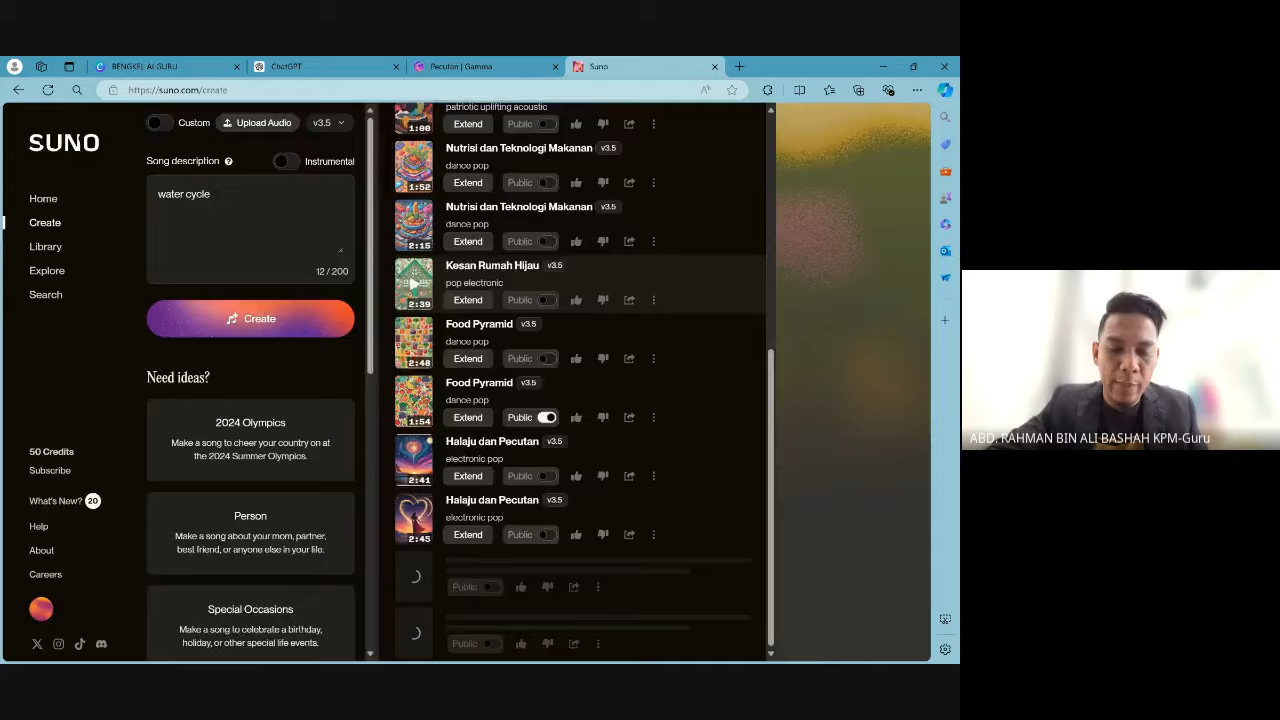 BENGKEL AI GURU
ChatGPT
Pecutan | Gamma
Suno
https://suno.com/create
SUNO
Home
Create
Library
Explore
Search
50 Credits
Subscribe
What's New? 20
Help
About
Careers
Custom
Upload Audio
v3.5
Song description
Instrumental
water cycle
12 / 200
Create
Need ideas?
2024 Olympics
Make a song to cheer your country on at
the 2024 Summer Olympics.
Person
Make a song about your mom, partner,
best friend, or anyone else in your life.
Special Occasions
Make a song to celebrate a birthday,
holiday, or other special life events.
patriotic uplifting acoustic
1:00
Extend Public
Nutrisi dan Teknologi Makanan v3.5
dance pop
1:52
Extend Public
Nutrisi dan Teknologi Makanan v3.5
dance pop
2:15
Extend Public
Kesan Rumah Hijau v3.5
pop electronic
2:39
Extend Public
Food Pyramid v3.5
dance pop
2:48
Extend Public
Food Pyramid v3.5
dance pop
1:54
Extend Public
Halaju dan Pecutan v3.5
electronic pop
2:41
Extend Public
Halaju dan Pecutan v3.5
electronic pop
2:45
Extend Public
Public
Public
ABD. RAHMAN BIN ALI BASHAH KPM-Guru